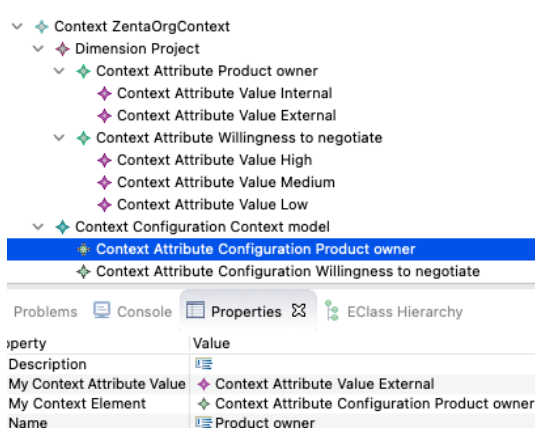 Context ZentaOrgContext
Dimension Project
Context Attribute Product owner
Context Attribute Value Internal
Context Attribute Value External
Context Attribute Willingness to negotiate
Context Attribute Value High
Context Attribute Value Medium
Context Attribute Value Low
Context Configuration Context model
Context Attribute Configuration Product owner
Context Attribute Configuration Willingness to negotiate
Problems Console Properties EClass Hierarchy
operty Value
Description
My Context Attribute Value Context Attribute Value External
My Context Element Context Attribute Configuration Product owner
Name Product owner